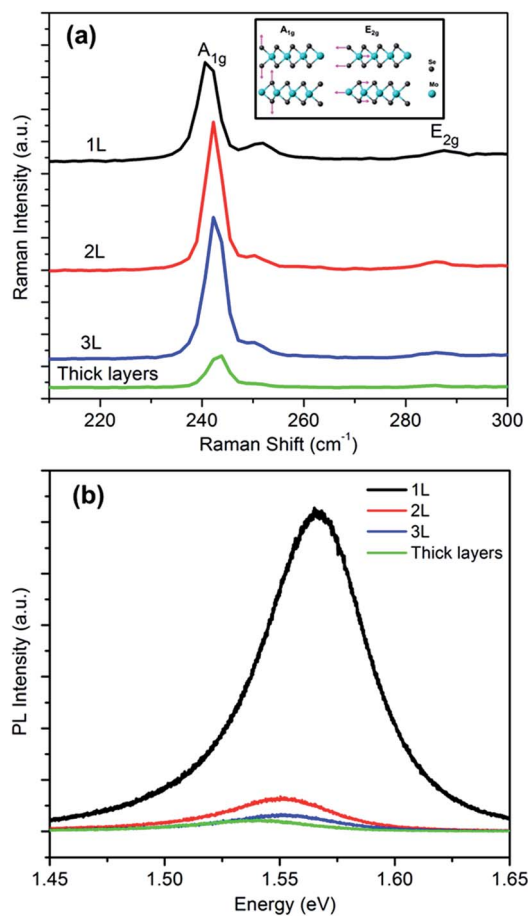 (a)
A1g
E2g
Se
Mo
A1g
E2g
1L
2L
3L
Thick layers
Raman Intensity (a.u.)
220 240 260 280 300
Raman Shift (cm-1)
(b)
1L
2L
3L
Thick layers
PL Intensity (a.u.)
1.45 1.50 1.55 1.60 1.65
Energy (eV)